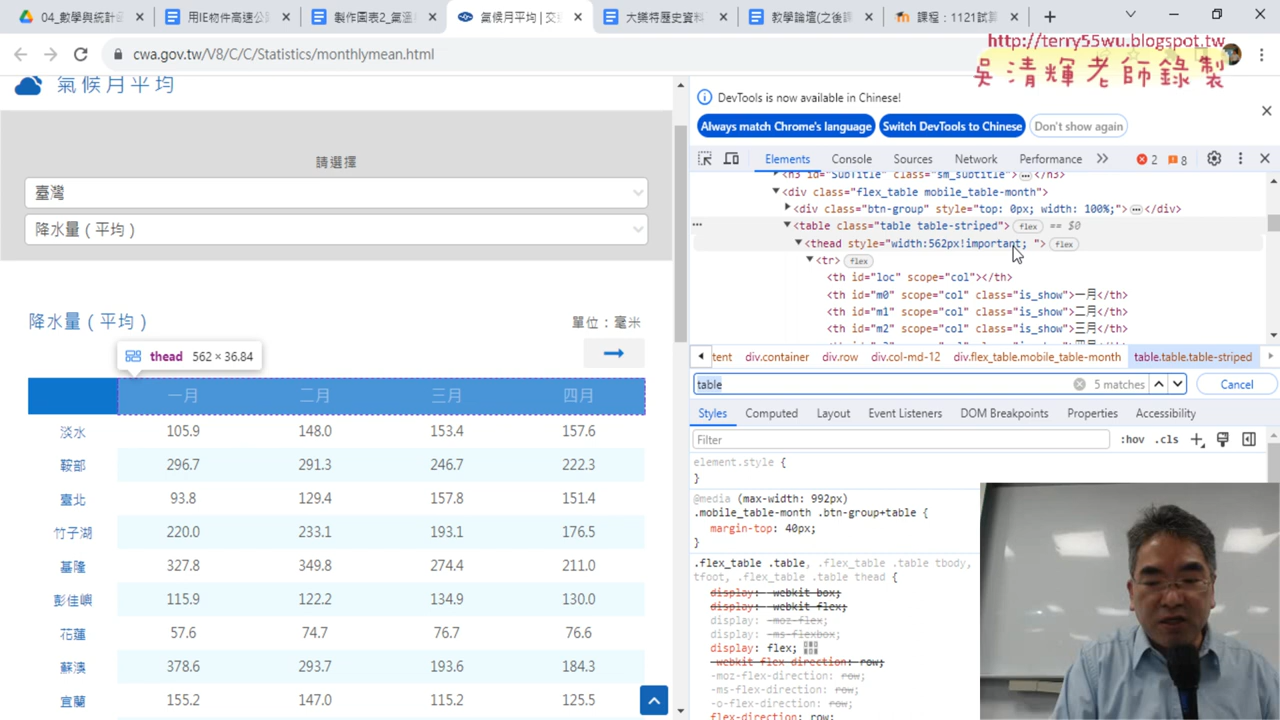 04_數學與統計函
用IE物件高速公
製作圖表2_氣溫
氣候月平均 | 交
大樂特歷史資料
教學論壇(之後
課程：1121試算
cwa.gov.tw/V8/C/C/Statistics/monthlymean.html
http://terry55wu.blogspot.tw
吳清輝老師錄製
氣候月平均
請選擇
臺灣
降水量 ( 平均 )
降水量 ( 平均 )
單位：毫米
thead 562 × 36.84
一月 二月 三月 四月
淡水 105.9 148.0 153.4 157.6
鞍部 296.7 291.3 246.7 222.3
臺北 93.8 129.4 157.8 151.4
竹子湖 220.0 233.1 193.1 176.5
基隆 327.8 349.8 274.4 211.0
彭佳嶼 115.9 122.2 134.9 130.0
花蓮 57.6 74.7 76.7 76.6
蘇澳 378.6 293.7 193.6 184.3
宜蘭 155.2 147.0 115.2 125.5
DevTools is now available in Chinese!
Always match Chrome's language Switch DevTools to Chinese Don't show again
Elements Console Sources Network Performance 2 8
<h3 id="SubTitle" class="sm_subtitle">…</h3>
<div class="flex_table mobile_table-month">
<div class="btn-group" style="top: 0px; width: 100%;">…</div>
<table class="table table-striped"> flex == $0
<thead style="width:562px!important; "> flex
<tr> flex
<th id="loc" scope="col"></th>
<th id="m0" scope="col" class="is_show">一月</th>
<th id="m1" scope="col" class="is_show">二月</th>
<th id="m2" scope="col" class="is_show">三月</th>
tent div.container div.row div.col-md-12 div.flex_table.mobile_table-month table.table.table-striped
table 5 matches Cancel
Styles Computed Layout Event Listeners DOM Breakpoints Properties Accessibility
Filter :hov .cls
element.style {
}
@media (max-width: 992px)
.mobile_table-month .btn-group+table {
margin-top: 40px;
}
.flex_table .table, .flex_table .table tbody,
tfoot, .flex_table .table thead {
display: -webkit-box;
display: -webkit-flex;
display: -moz-flex;
display: -ms-flexbox;
display: flex;
-webkit-flex-direction: row;
-moz-flex-direction: row;
-ms-flex-direction: row;
-o-flex-direction: row;
flex-direction: row;